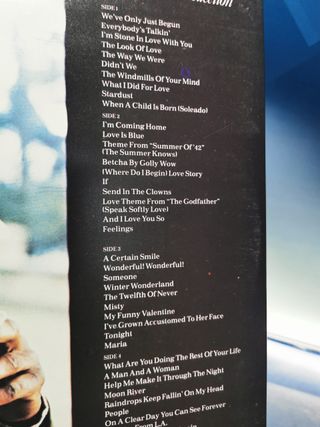 SIDE 1
We've Only Just Begun
Everybody's Talkin'
I'm Stone In Love With You
The Look Of Love
The Way We Were
Didn't We
The Windmills Of Your Mind
What I Did For Love
Stardust
When A Child Is Born (Soleado)
SIDE 2
I'm Coming Home
Love Is Blue
Theme From "Summer Of '42"
(The Summer Knows)
Betcha By Golly Wow
(Where Do I Begin) Love Story
If
Send In The Clowns
Love Theme From "The Godfather"
(Speak Softly Love)
And I Love You So
Feelings
SIDE 3
A Certain Smile
Wonderful! Wonderful!
Someone
Winter Wonderland
The Twelfth Of Never
Misty
My Funny Valentine
I've Grown Accustomed To Her Face
Tonight
Maria
SIDE 4
What Are You Doing The Rest Of Your Life
A Man And A Woman
Help Me Make It Through The Night
Moon River
Raindrops Keep Fallin' On My Head
People
On A Clear Day You Can See Forever
From L.A.